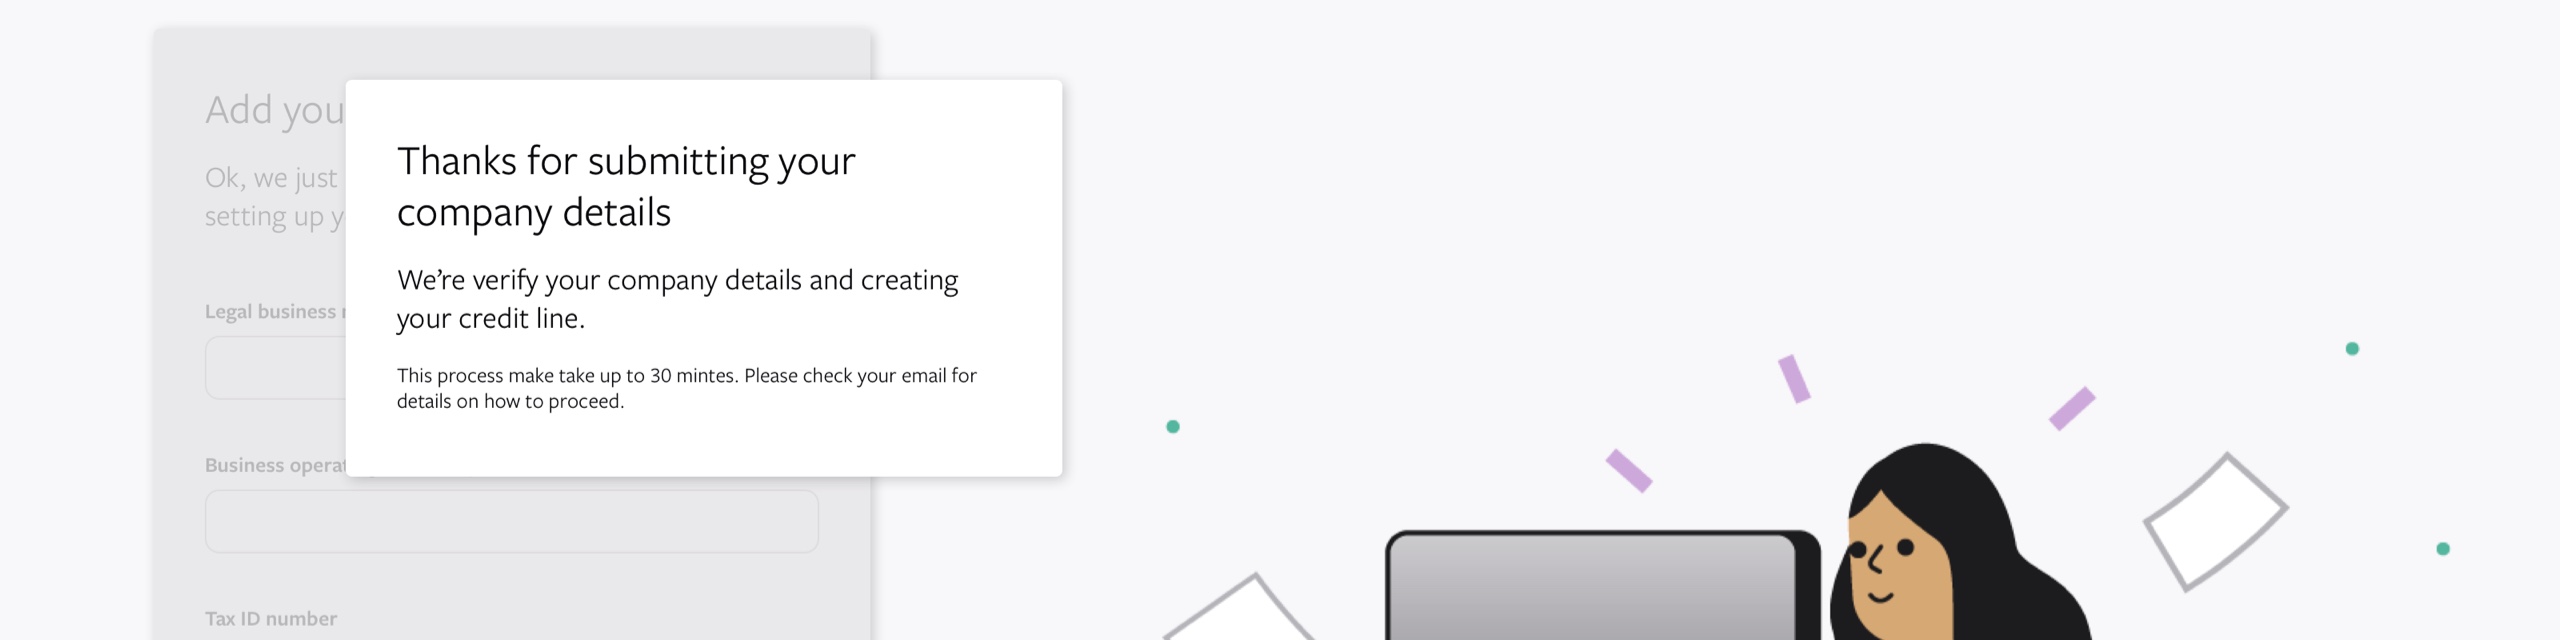 Add you
Ok, we just
setting up y
Legal business
Business operat
Tax ID number
Thanks for submitting your
company details
We’re verify your company details and creating
your credit line.
This process make take up to 30 mintes. Please check your email for
details on how to proceed.